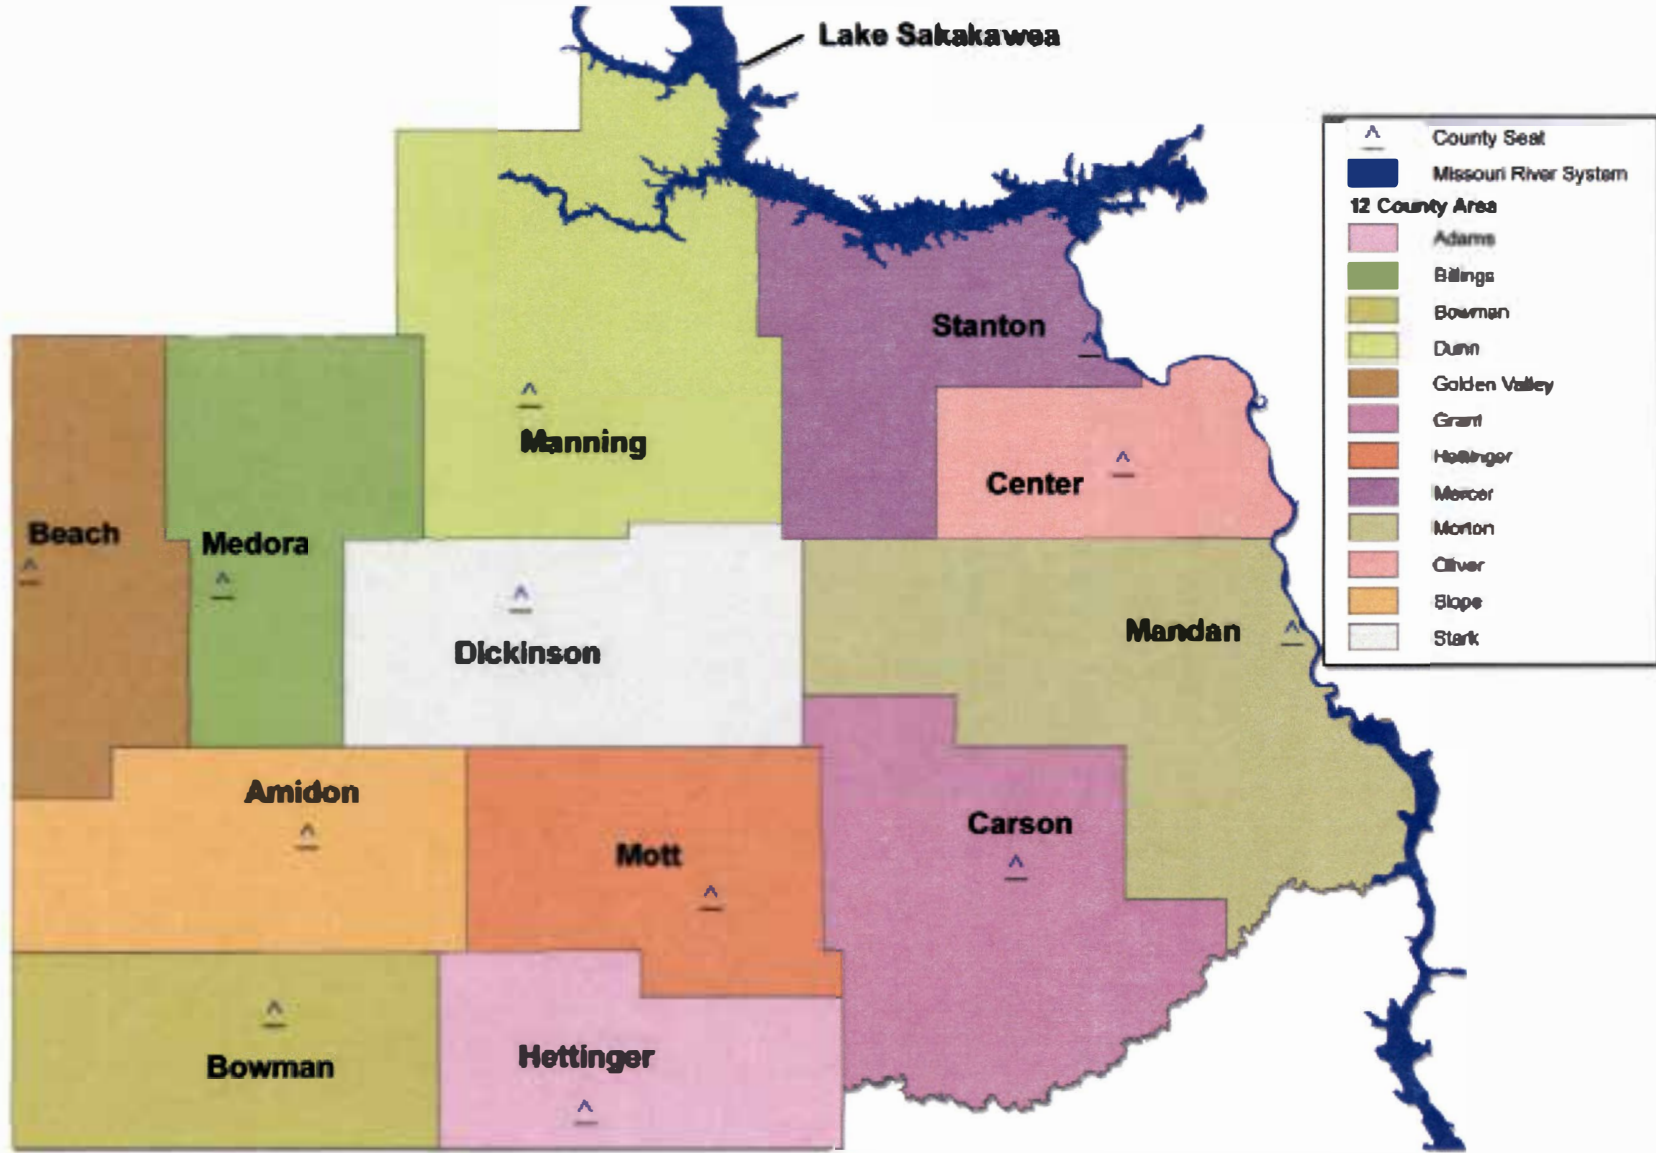 Lake Sakakawea
County Seat
Missouri River System
12 County Area
Adams
Billings
Bowman
Dunn
Golden Valley
Grant
Hettinger
Mercer
Morton
Oliver
Slope
Stark
Stanton
Manning
Center
Beach
Medora
Dickinson
Mandan
Amidon
Mott
Carson
Bowman
Hettinger